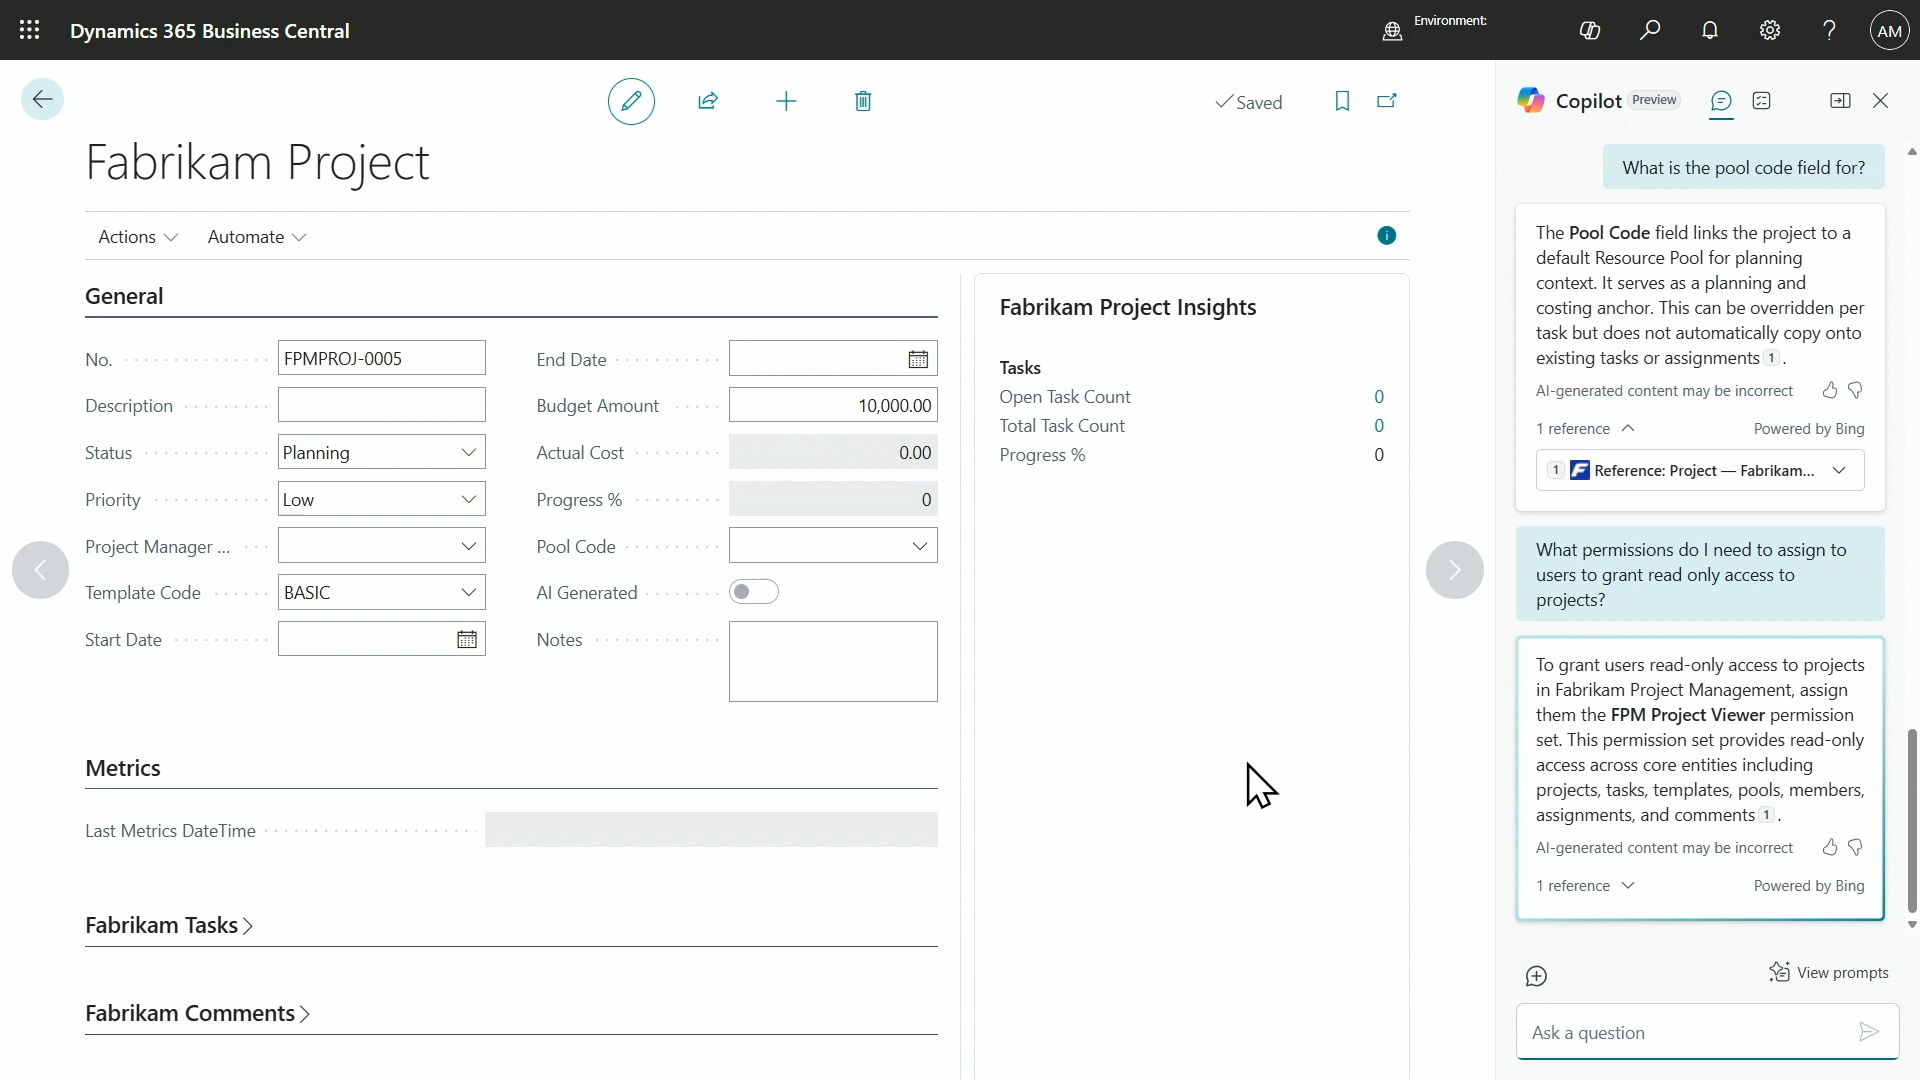 Dynamics 365 Business Central
Environment:
AM
Saved
Fabrikam Project
Actions
Automate
General
No.
FPMPROJ-0005
Description
Status
Planning
Priority
Low
Project Manager ...
Template Code
BASIC
Start Date
End Date
Budget Amount
10,000.00
Actual Cost
0.00
Progress %
0
Pool Code
AI Generated
Notes
Metrics
Last Metrics DateTime
Fabrikam Tasks
Fabrikam Comments
Fabrikam Project Insights
Tasks
Open Task Count
0
Total Task Count
0
Progress %
0
Copilot
Preview
What is the pool code field for?
The Pool Code field links the project to a
default Resource Pool for planning
context. It serves as a planning and
costing anchor. This can be overridden per
task but does not automatically copy onto
existing tasks or assignments 1 .
AI-generated content may be incorrect
1 reference
Powered by Bing
1 Reference: Project — Fabrikam...
What permissions do I need to assign to
users to grant read only access to
projects?
To grant users read-only access to projects
in Fabrikam Project Management, assign
them the FPM Project Viewer permission
set. This permission set provides read-only
access across core entities including
projects, tasks, templates, pools, members,
assignments, and comments 1 .
AI-generated content may be incorrect
1 reference
Powered by Bing
View prompts
Ask a question